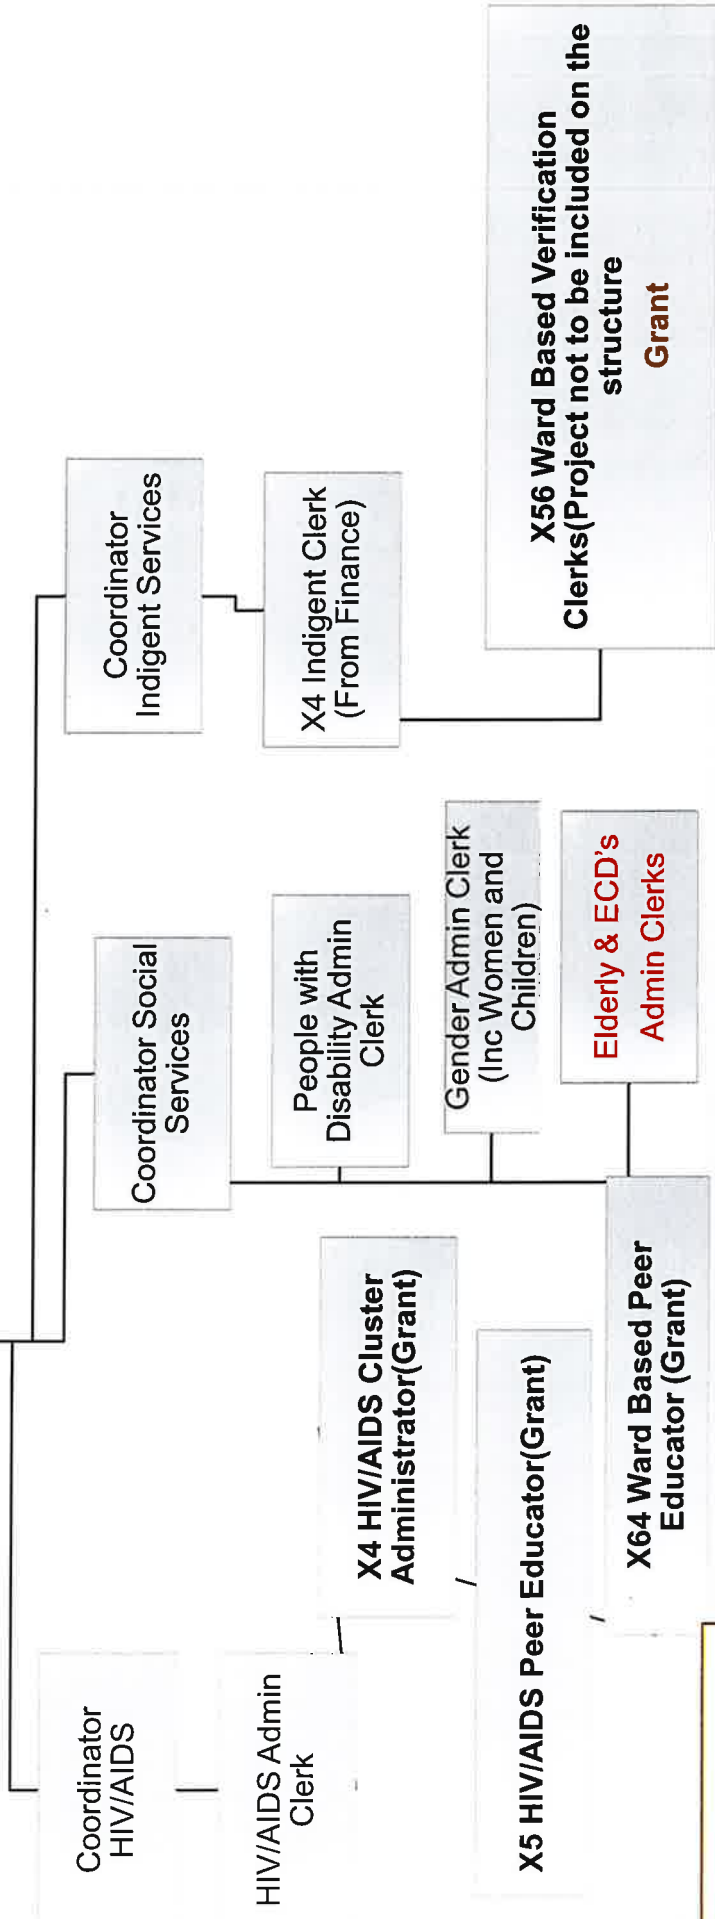 Coordinator
HIV/AIDS
HIV/AIDS Admin
Clerk
X4 HIV/AIDS Cluster
Administrator(Grant)
X5 HIV/AIDS Peer Educator(Grant)
X64 Ward Based Peer
Educator (Grant)
Coordinator Social
Services
People with
Disability Admin
Clerk
Gender Admin Clerk
(Inc Women and
Children)
Elderly & ECD's
Admin Clerks
Coordinator
Indigent Services
X4 Indigent Clerk
(From Finance)
X56 Ward Based Verification
Clerks(Project not to be included on the
structure
Grant